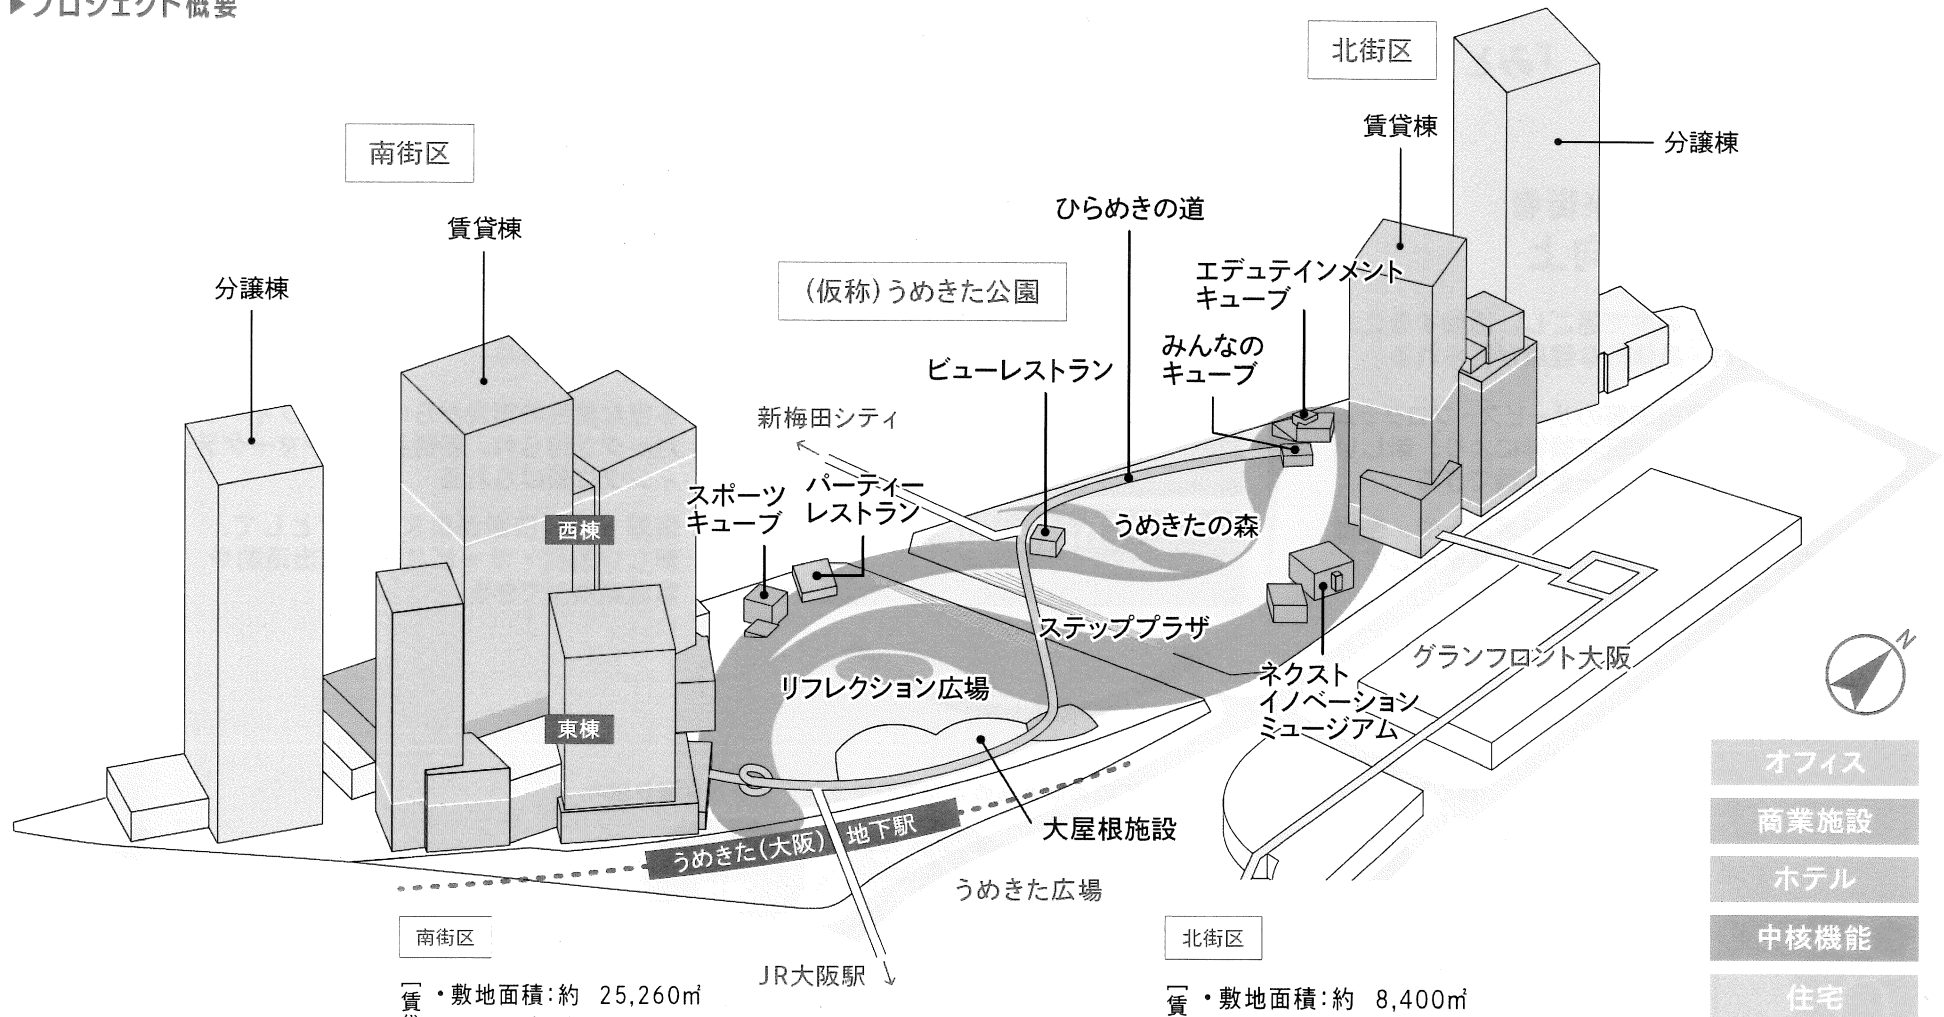 ▶プロジェクト概要
北街区
賃貸棟
分譲棟
南街区
賃貸棟
分譲棟
ひらめきの道
(仮称)うめきた公園
エデュテインメント
キューブ
みんなの
キューブ
ビューレストラン
新梅田シティ
スポーツ
キューブ
パーティー
レストラン
うめきたの森
西棟
ステッププラザ
グランフロント大阪
N
リフレクション広場
ネクスト
イノベーション
ミュージアム
東棟
オフィス
商業施設
ホテル
中核機能
住宅
大屋根施設
うめきた(大阪) 地下駅
うめきた広場
JR大阪駅
南街区
[賃
・敷地面積:約 25,260㎡
北街区
[賃
・敷地面積:約 8,400㎡